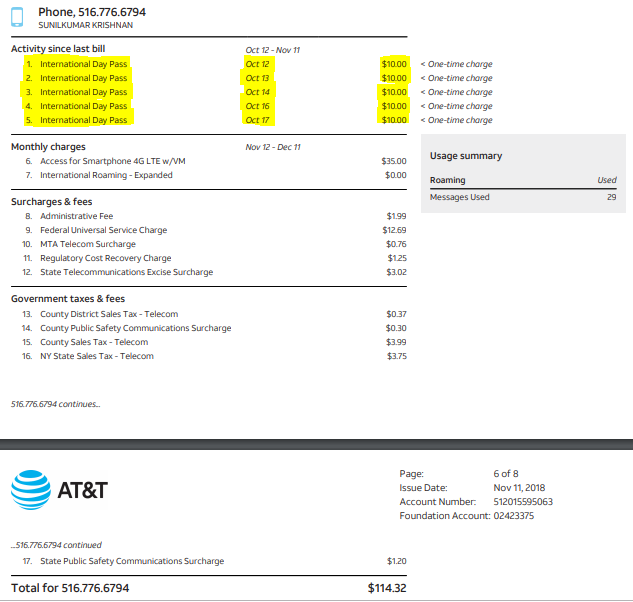 Phone, 516.776.6794
SUNILKUMAR KRISHNAN
Activity since last bill Oct 12 - Nov 11
1. International Day Pass Oct 12 $10.00 < One-time charge
2. International Day Pass Oct 13 $10.00 < One-time charge
3. International Day Pass Oct 14 $10.00 < One-time charge
4. International Day Pass Oct 16 $10.00 < One-time charge
5. International Day Pass Oct 17 $10.00 < One-time charge
Monthly charges Nov 12 - Dec 11
6. Access for Smartphone 4G LTE w/VM $35.00
7. International Roaming - Expanded $0.00
Usage summary
Roaming Used
Messages Used 29
Surcharges & fees
8. Administrative Fee $1.99
9. Federal Universal Service Charge $12.69
10. MTA Telecom Surcharge $0.76
11. Regulatory Cost Recovery Charge $1.25
12. State Telecommunications Excise Surcharge $3.02
Government taxes & fees
13. County District Sales Tax - Telecom $0.37
14. County Public Safety Communications Surcharge $0.30
15. County Sales Tax - Telecom $3.99
16. NY State Sales Tax - Telecom $3.75
516.776.6794 continues...
AT&T
Page: 6 of 8
Issue Date: Nov 11, 2018
Account Number: 512015595063
Foundation Account: 02423395
...516.776.6794 continued
17. State Public Safety Communications Surcharge $1.20
Total for 516.776.6794 $114.32